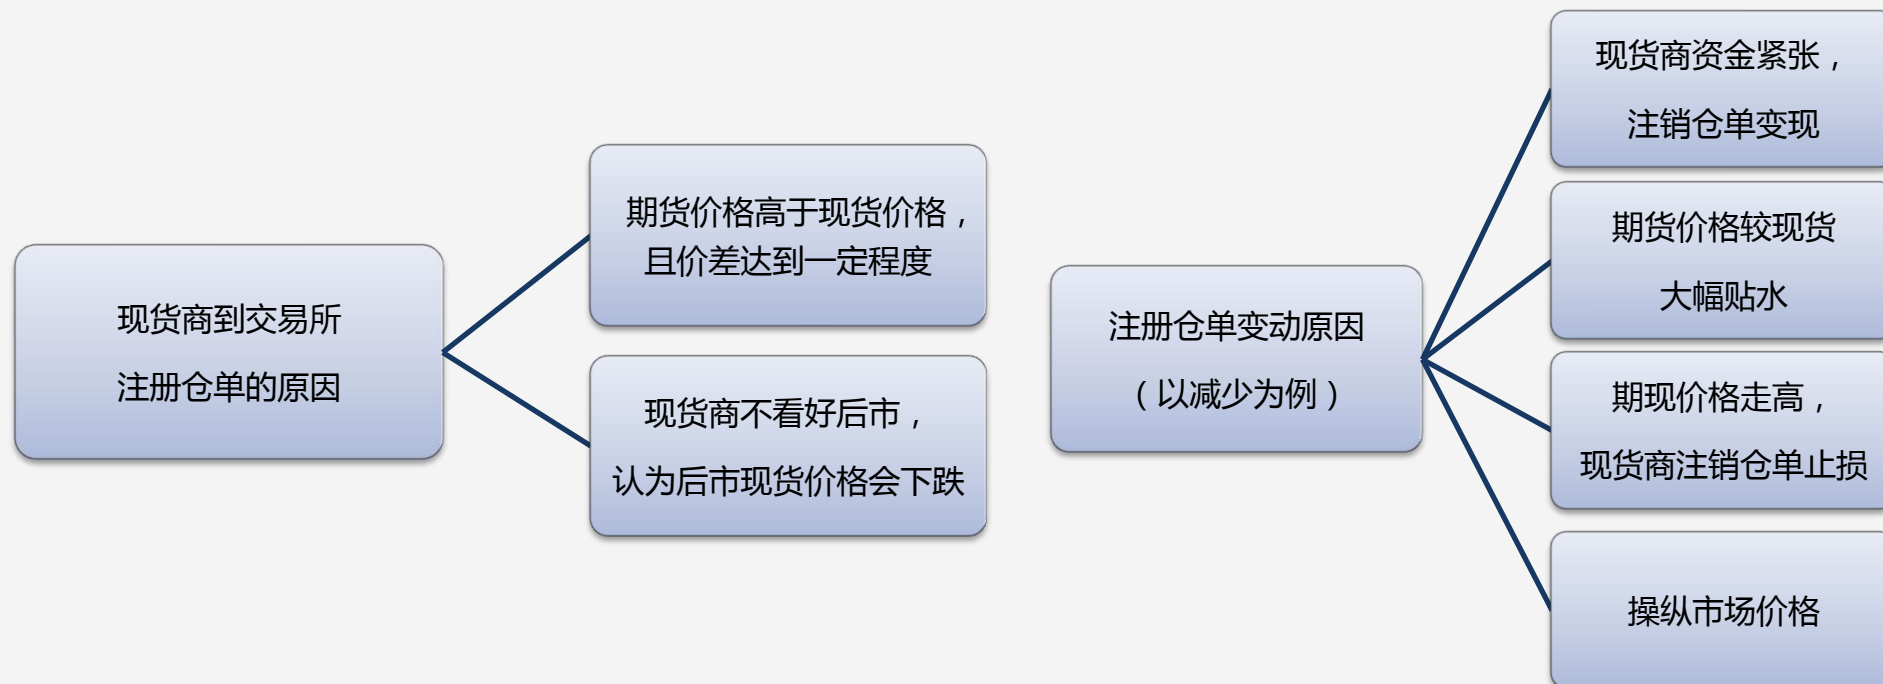 现货商到交易所
注册仓单的原因
期货价格高于现货价格，
且价差达到一定程度
现货商不看好后市，
认为后市现货价格会下跌
注册仓单变动原因
（以减少为例）
现货商资金紧张，
注销仓单变现
期货价格较现货
大幅贴水
期现价格走高，
现货商注销仓单止损
操纵市场价格